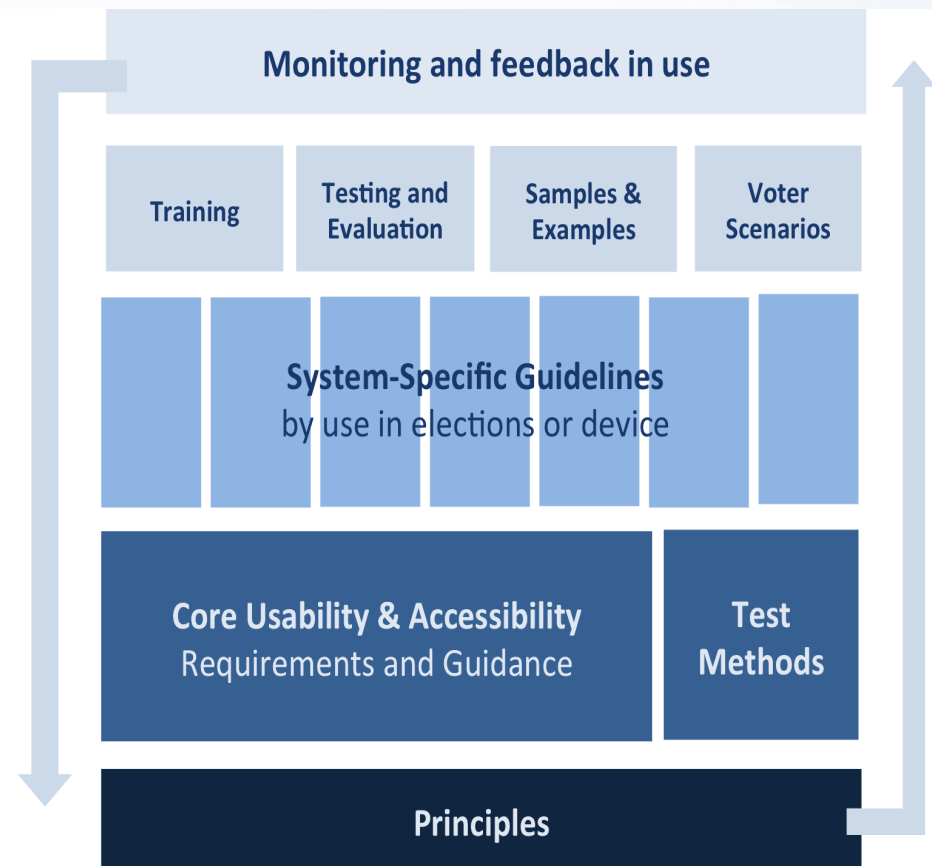 Monitoring and feedback in use
Training
Testing and
Evaluation
Samples &
Examples
Voter
Scenarios
System-Specific Guidelines
by use in elections or device
Core Usability & Accessibility
Requirements and Guidance
Test
Methods
Principles